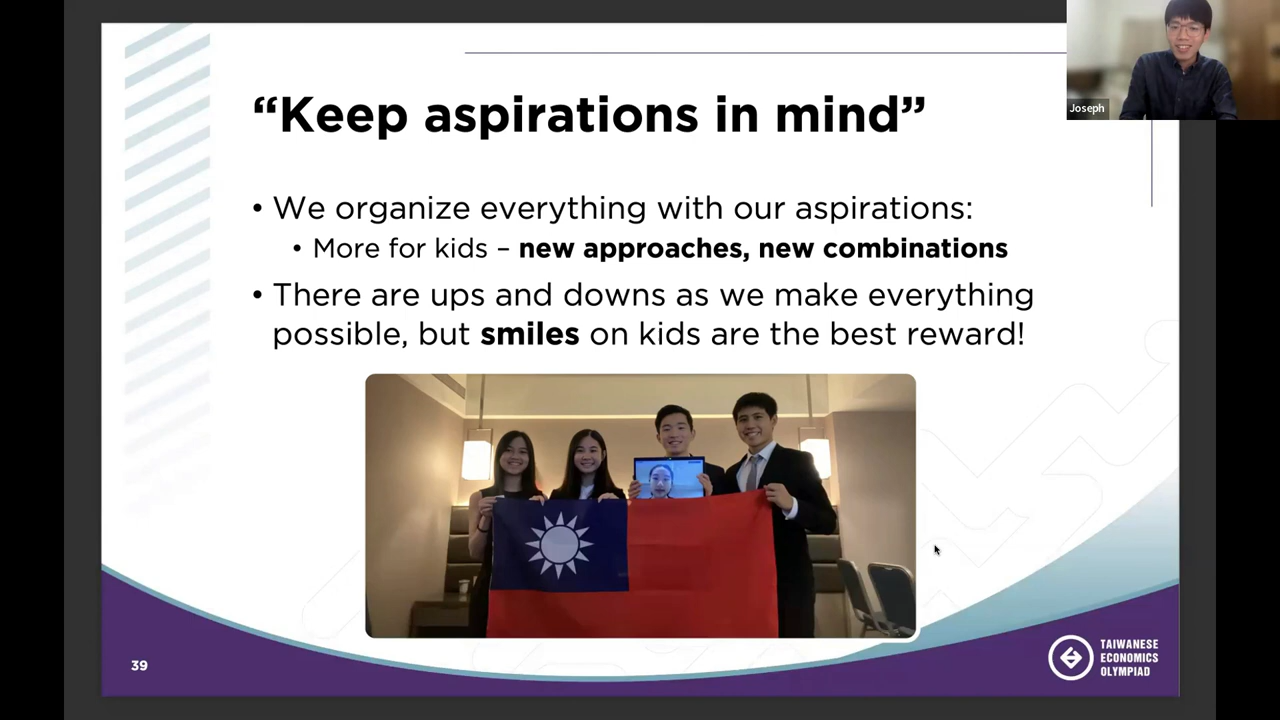 “Keep aspirations in mind”
Joseph
• We organize everything with our aspirations:
• More for kids – new approaches, new combinations
• There are ups and downs as we make everything
possible, but smiles on kids are the best reward!
39
TAIWANESE
ECONOMICS
OLYMPIAD